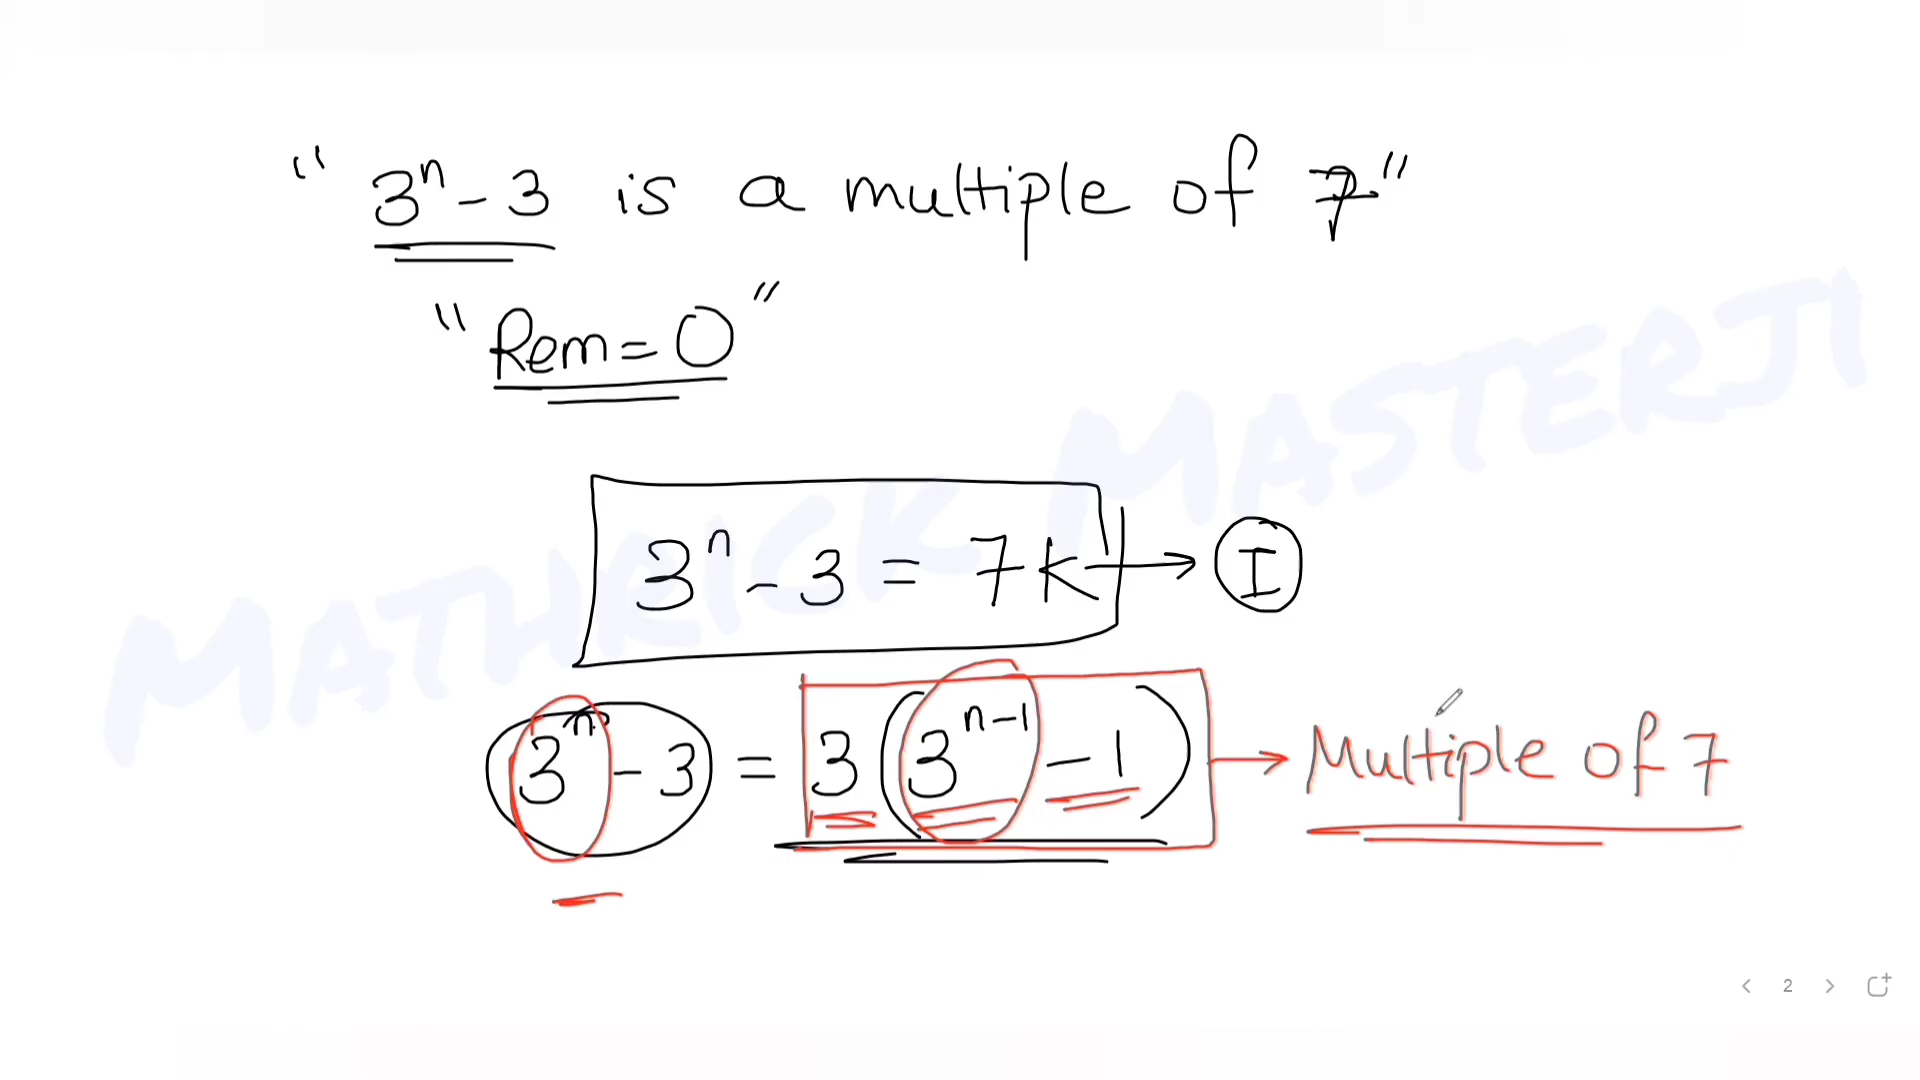 "3ⁿ - 3 is a multiple of 7"
"Rem = 0"
3ⁿ - 3 = 7k → I
3ⁿ - 3 = 3(3ⁿ⁻¹ - 1) → Multiple of 7
MATHRICK MASTERJI
2